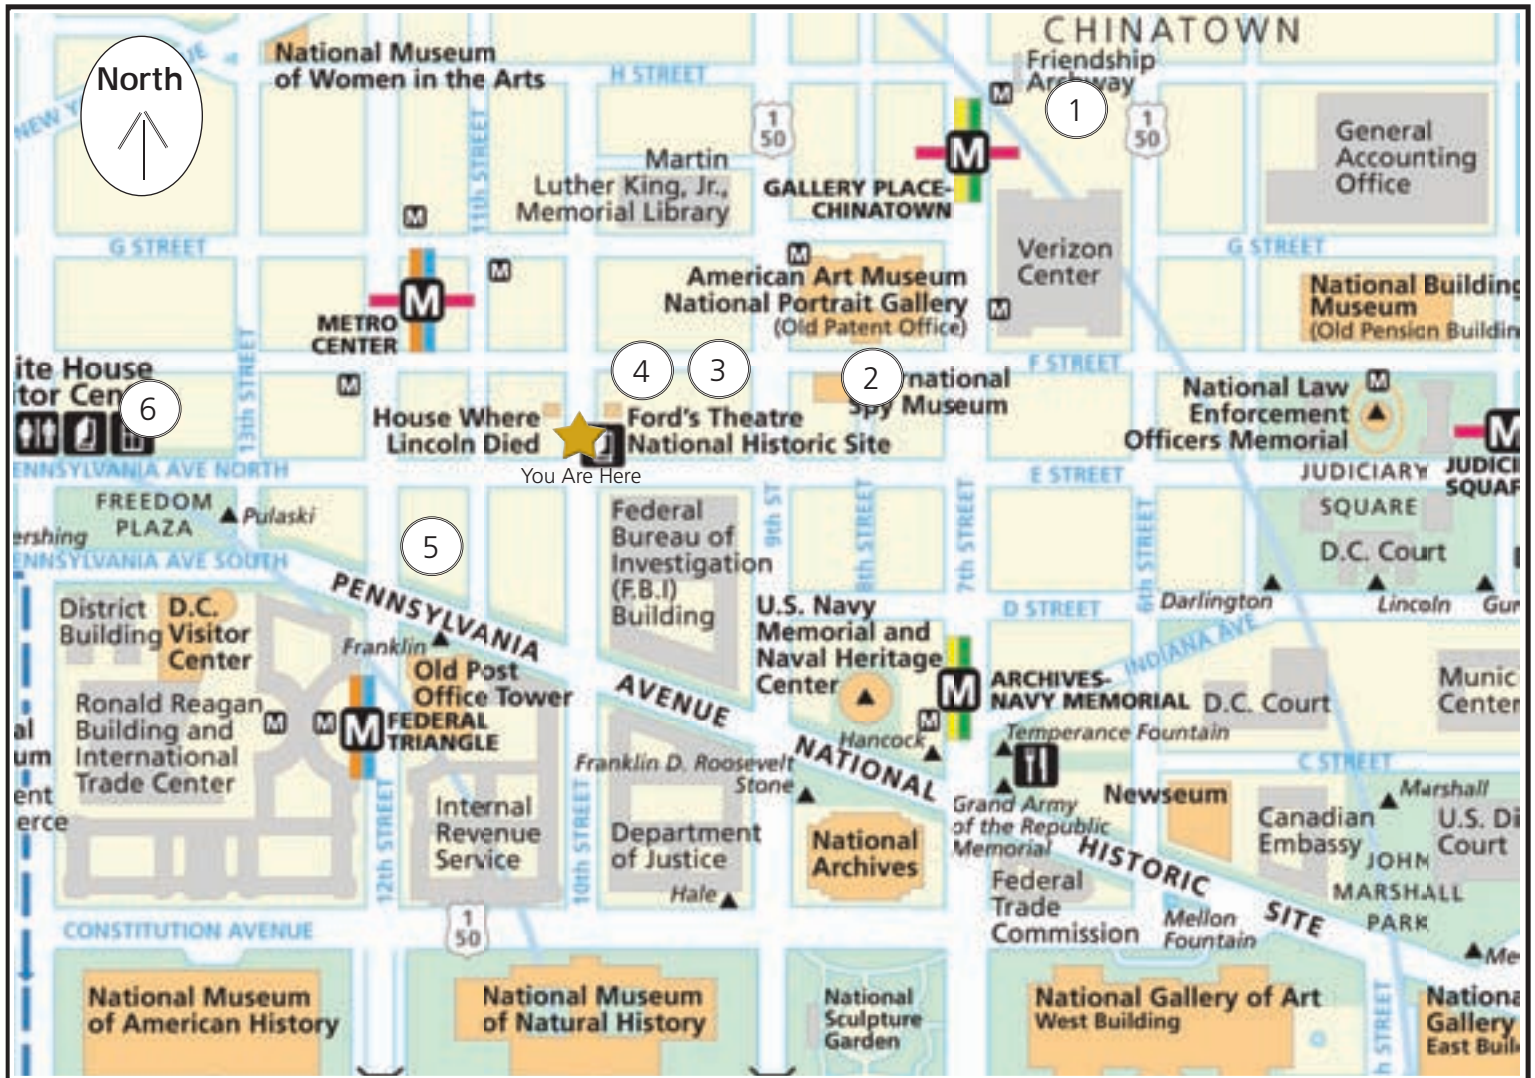 CHINATOWN
North
National Museum
of Women in the Arts
H STREET
Friendship
Archway
1
NEW Y
11th STREET
1
50
1
50
General
Accounting
Office
Martin
Luther King, Jr.,
Memorial Library
M
GALLERY PLACE-
CHINATOWN
G STREET
Verizon
Center
G STREET
American Art Museum
National Portrait Gallery
(Old Patent Office)
National Building
Museum
(Old Pension Buildin
M
METRO
CENTER
13th STREET
ite House
tor Cen
6
4
3
2
F STREET
rnational
Spy Museum
House Where
Lincoln Died
Ford's Theatre
National Historic Site
You Are Here
National Law
Enforcement
Officers Memorial
M
JUDICI
SQUAR
ENNSYLVANIA AVE NORTH
E STREET
JUDICIARY
SQUARE
FREEDOM
PLAZA
Pulaski
ershing
ENNSYLVANIA AVE SOUTH
5
Federal
Bureau of
Investigation
(F.B.I)
Building
9th ST
8th STREET
7th STREET
6th STREET
D.C. Court
Darlington
Lincoln
Gur
PENNSYLVANIA
AVENUE
NATIONAL
HISTORIC
SITE
District
Building
D.C.
Visitor
Center
Franklin
Old Post
Office Tower
U.S. Navy
Memorial and
Naval Heritage
Center
D STREET
INDIANA AVE
M
ARCHIVES-
NAVY MEMORIAL
D.C. Court
Munic
Center
Ronald Reagan
Building and
International
Trade Center
M
FEDERAL
TRIANGLE
al
um
ent
erce
Hancock
Temperance Fountain
Franklin D. Roosevelt
Stone
C STREET
Grand Army
of the Republic
Memorial
Newseum
Marshall
Canadian
Embassy
U.S. Di
Court
JOHN
MARSHALL
PARK
12th STREET
Internal
Revenue
Service
10th STREET
Department
of Justice
Hale
National
Archives
Federal
Trade
Commission
Mellon
Fountain
Me
CONSTITUTION AVENUE
1
50
National Museum
of American History
National Museum
of Natural History
National
Sculpture
Garden
National Gallery of Art
West Building
H STREET
Nationa
Gallery
East Buil